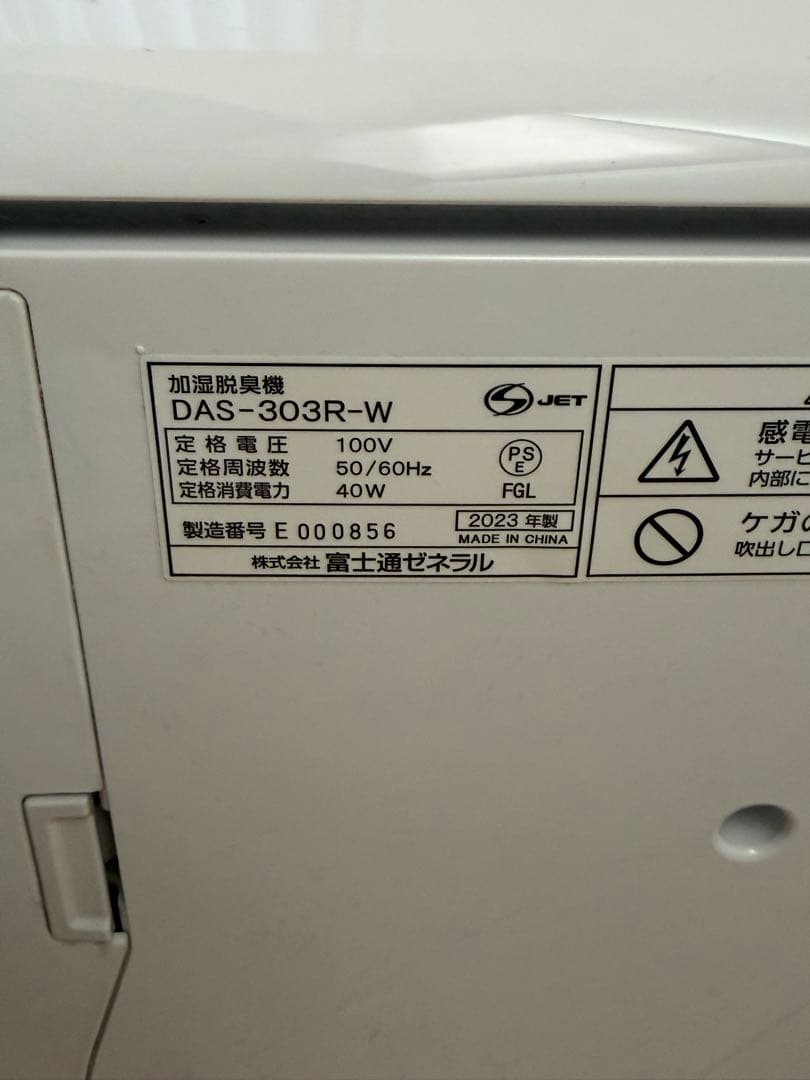 加湿脱臭機
DAS-303R-W
JET
定格電圧 100V
定格周波数 50/60Hz
定格消費電力 40W
PS
E
FGL
製造番号 E 000856
2023 年製
MADE IN CHINA
株式会社 富士通ゼネラル
感電
サービ
内部に
ケガの
吹出し口